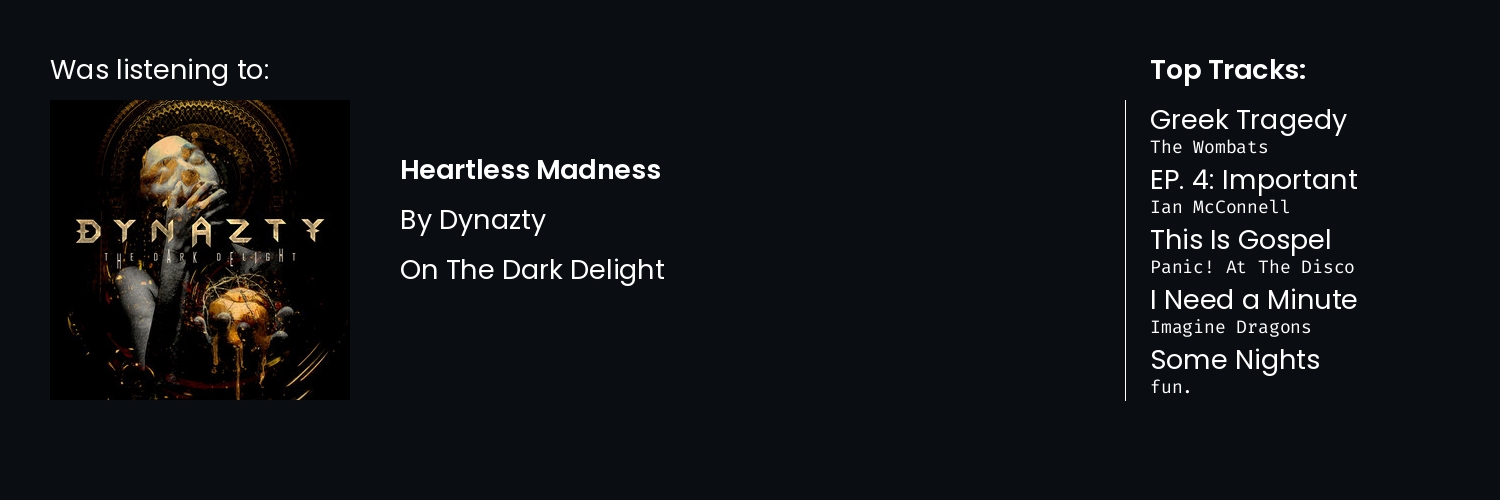 Was listening to:
DYNAZTY
THE DARK DELIGHT
Heartless Madness
By Dynazty
On The Dark Delight
Top Tracks:
Greek Tragedy
The Wombats
EP. 4: Important
Ian McConnell
This Is Gospel
Panic! At The Disco
I Need a Minute
Imagine Dragons
Some Nights
fun.